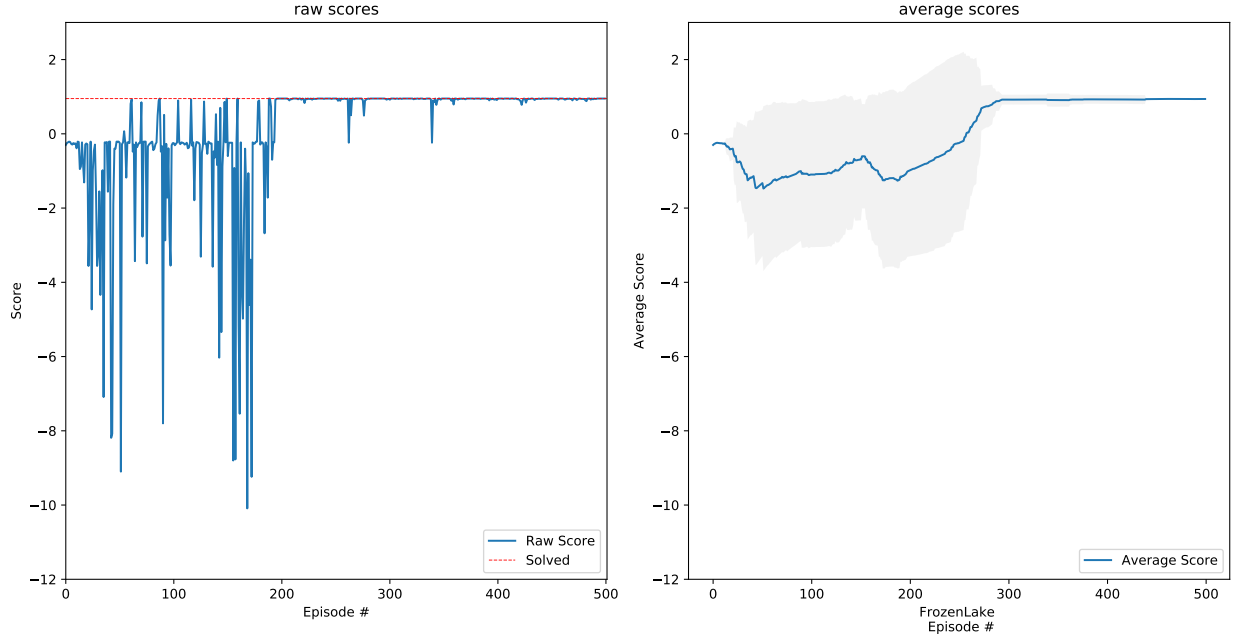 raw scores
Score
2
0
−2
−4
−6
−8
−10
−12
0
100
200
300
400
500
Episode #
Raw Score
Solved
average scores
Average Score
2
0
−2
−4
−6
−8
−10
−12
0
100
200
300
400
500
FrozenLake
Episode #
Average Score